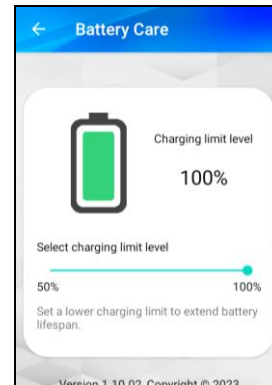 Battery Care
Charging limit level
100%
Select charging limit level
50% 100%
Set a lower charging limit to extend battery
lifespan.
Version 1.10.02 Copyright © 2023